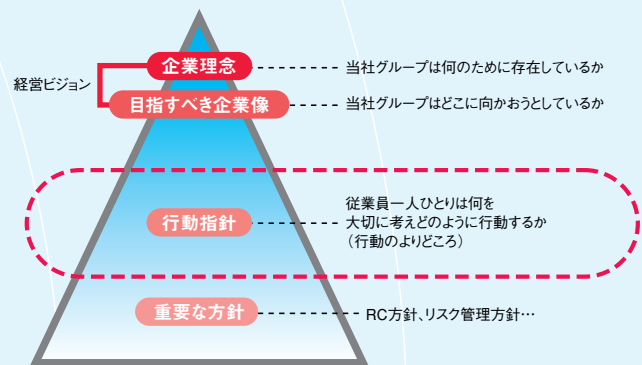 企業理念
当社グループは何のために存在しているか
経営ビジョン
目指すべき企業像
当社グループはどこに向かおうとしているか
行動指針
従業員一人ひとりは何を
大切に考えどのように行動するか
（行動のよりどころ）
重要な方針
RC方針、リスク管理方針…